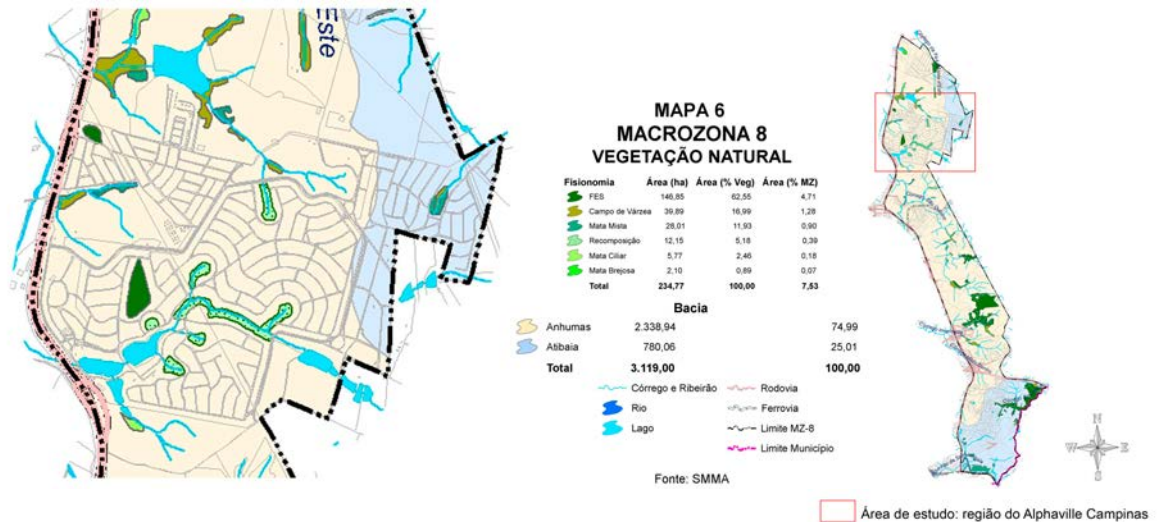 Este
MAPA 6
MACROZONA 8
VEGETAÇÃO NATURAL
Fisionomia Área (ha) Área (% Veg) Área (% MZ)
FES 146,85 62,55 4,71
Campo de Várzea 39,89 16,99 1,28
Mata Mista 28,01 11,93 0,90
Recomposição 12,15 5,18 0,39
Mata Ciliar 5,77 2,46 0,18
Mata Brejosa 2,10 0,89 0,07
Total 234,77 100,00 7,53
Bacia
Anhumas 2.338,94 74,99
Atibaia 780,06 25,01
Total 3.119,00 100,00
Córrego e Ribeirão Rodovia
Rio Ferrovia
Lago Limite MZ-8
Limite Município
Fonte: SMMA
N
W E
S
Área de estudo: região do Alphaville Campinas